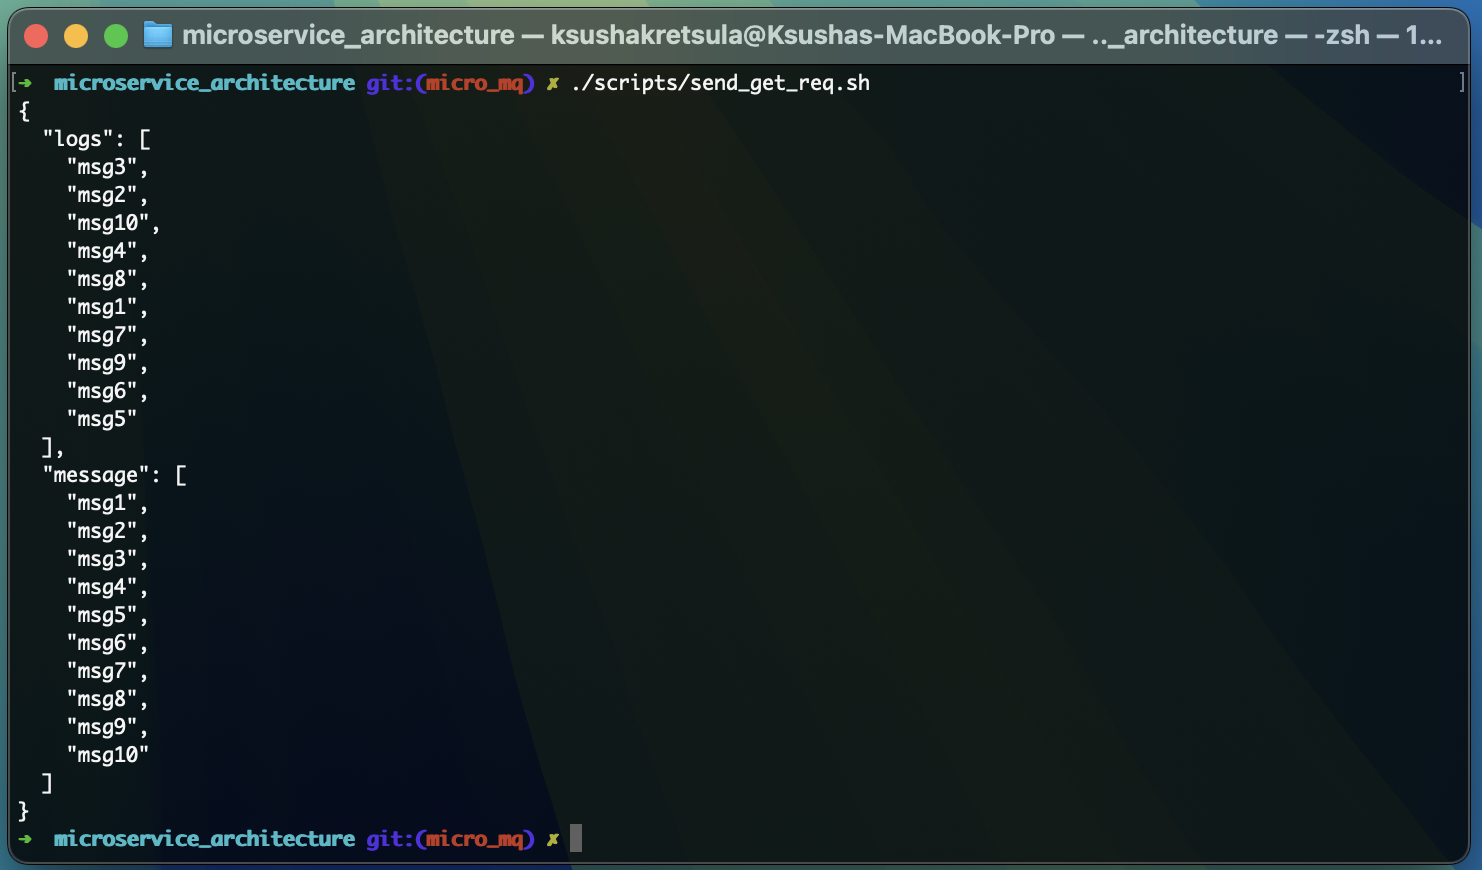 microservice_architecture — ksushakretsula@Ksushas-MacBook-Pro — .._architecture — -zsh — 1...
[➜  microservice_architecture git:(micro_mq) ✗ ./scripts/send_get_req.sh ]
{
  "logs": [
    "msg3",
    "msg2",
    "msg10",
    "msg4",
    "msg8",
    "msg1",
    "msg7",
    "msg9",
    "msg6",
    "msg5"
  ],
  "message": [
    "msg1",
    "msg2",
    "msg3",
    "msg4",
    "msg5",
    "msg6",
    "msg7",
    "msg8",
    "msg9",
    "msg10"
  ]
}
➜  microservice_architecture git:(micro_mq) ✗